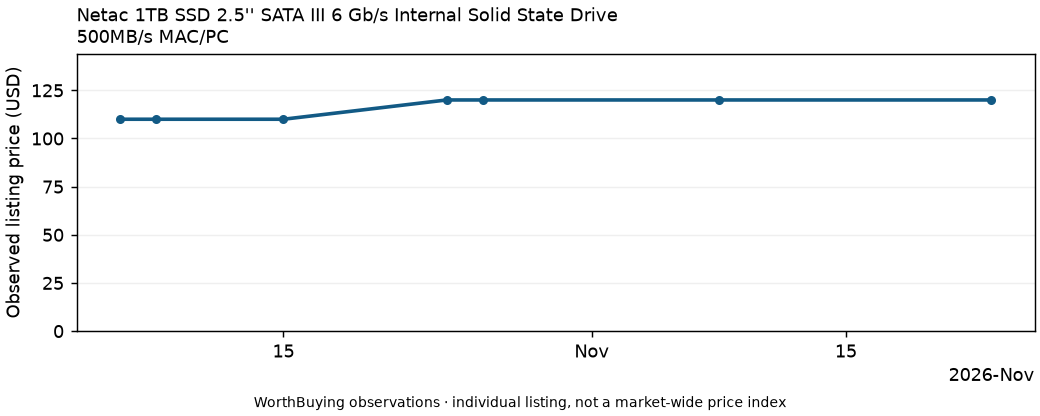 Netac 1TB SSD 2.5'' SATA III 6 Gb/s Internal Solid State Drive
500MB/s MAC/PC
Observed listing price (USD)
125
100
75
50
25
0
15
Nov
15
2026-Nov
WorthBuying observations · individual listing, not a market-wide price index